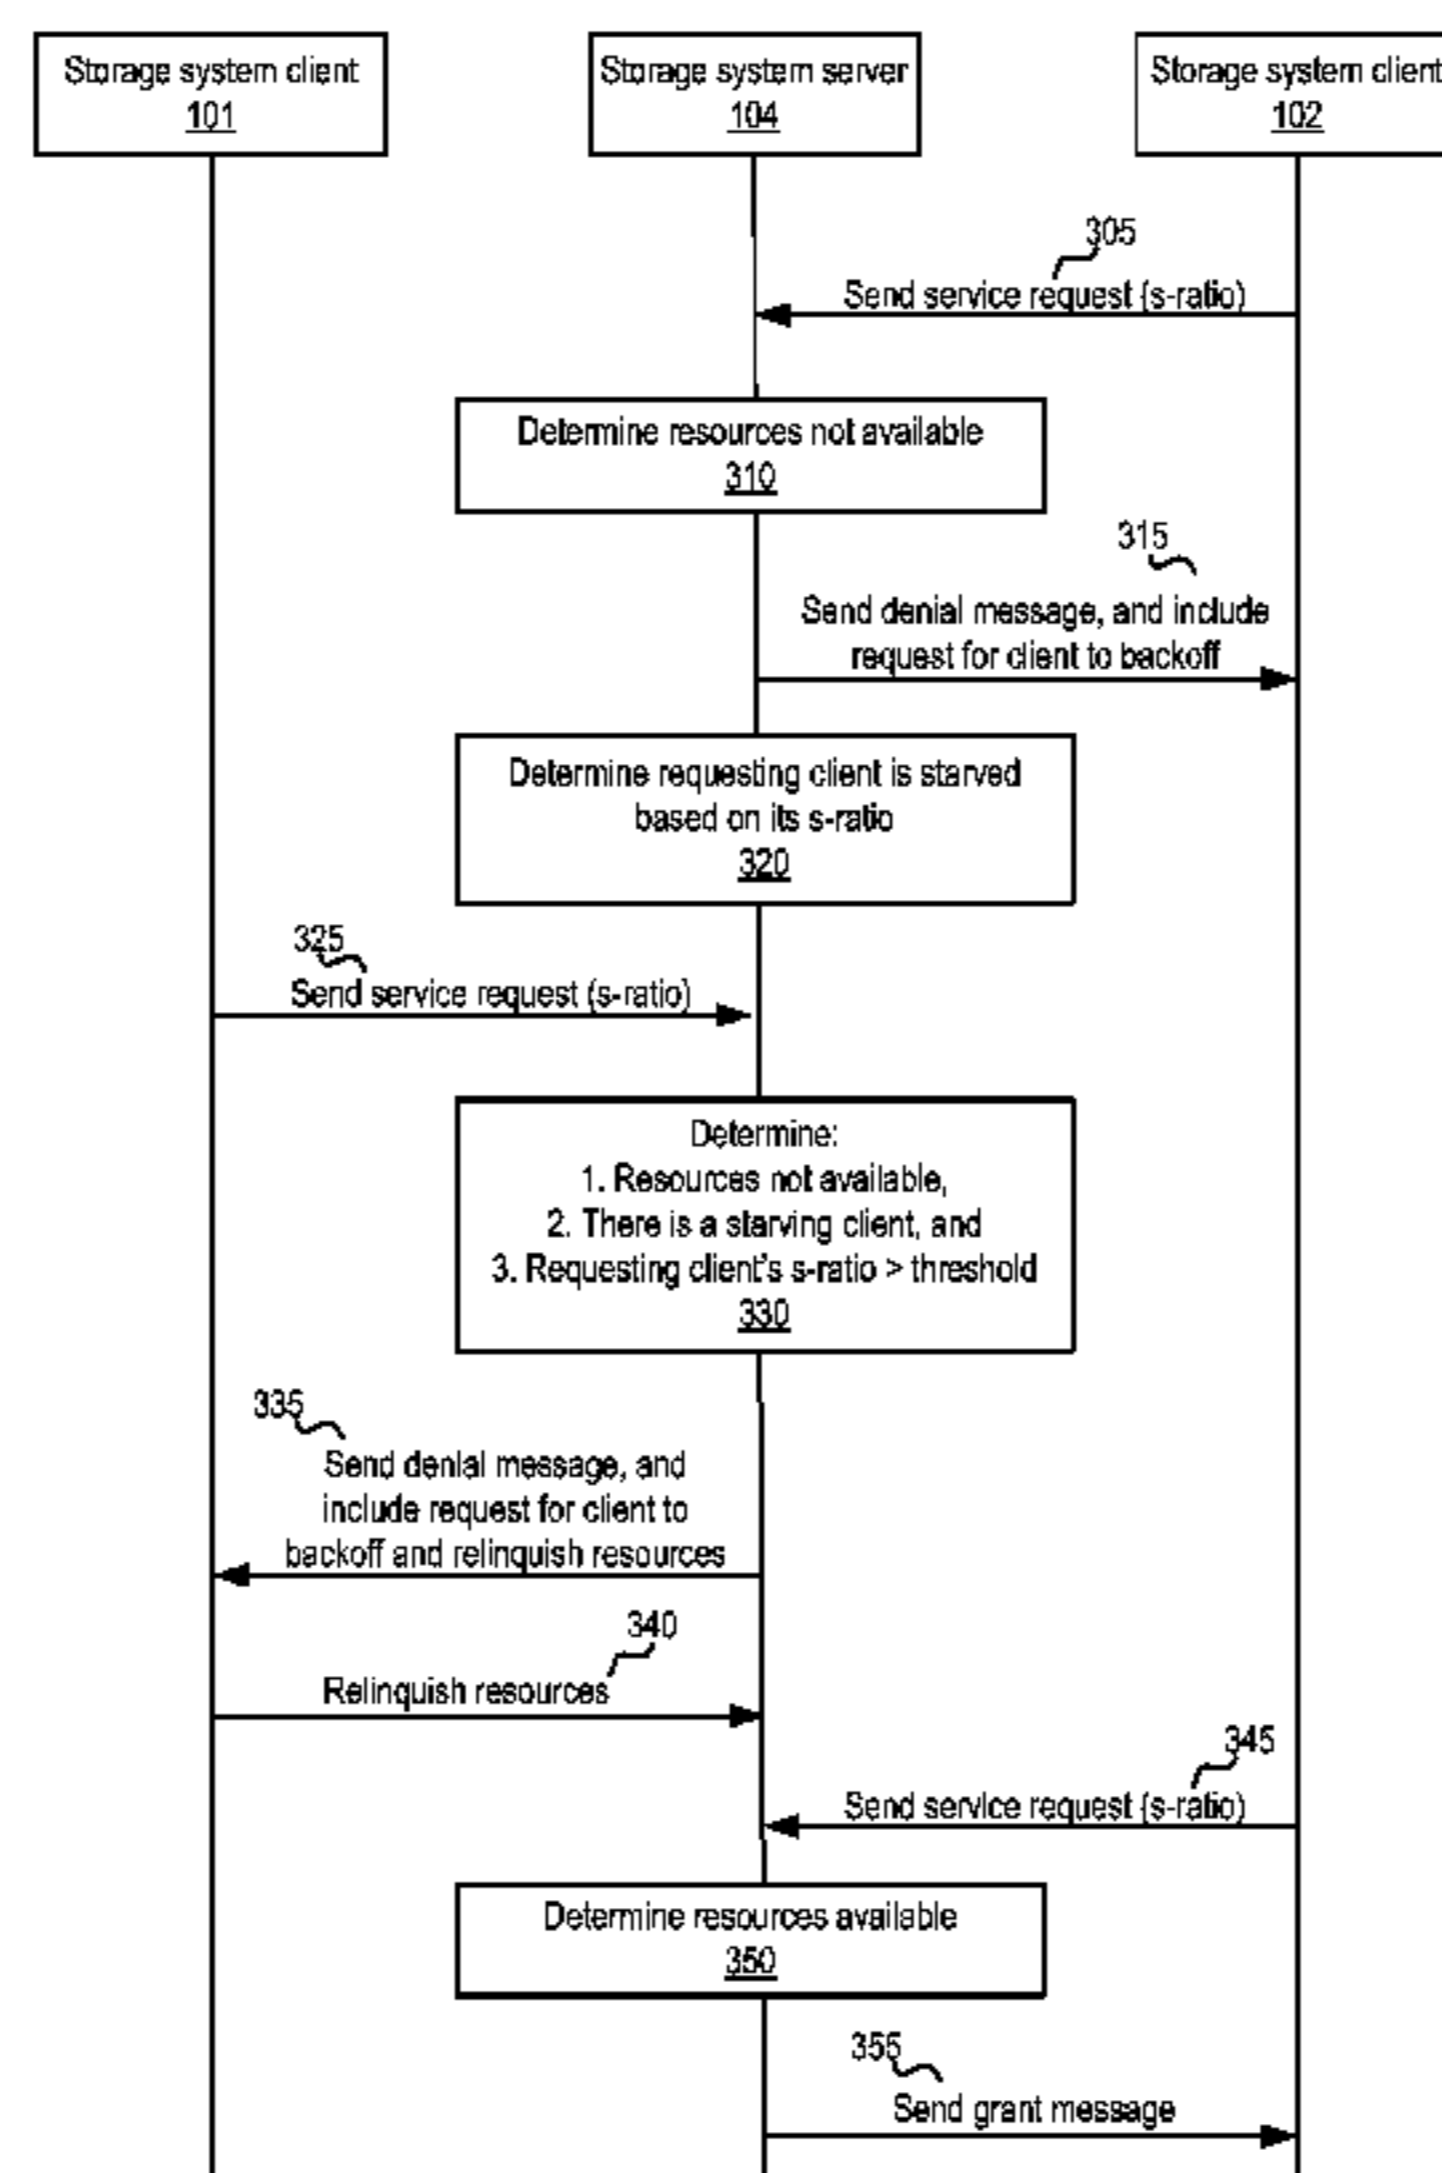 Storage system client
101
Storage system server
104
Storage system client
102
305
Send service request (s-ratio)
Determine resources not available
310
315
Send denial message, and include
request for client to backoff
Determine requesting client is starved
based on its s-ratio
320
325
Send service request (s-ratio)
Determine:
1. Resources not available,
2. There is a starving client, and
3. Requesting client's s-ratio > threshold
330
335
Send denial message, and
include request for client to
backoff and relinquish resources
340
Relinquish resources
345
Send service request (s-ratio)
Determine resources available
350
355
Send grant message